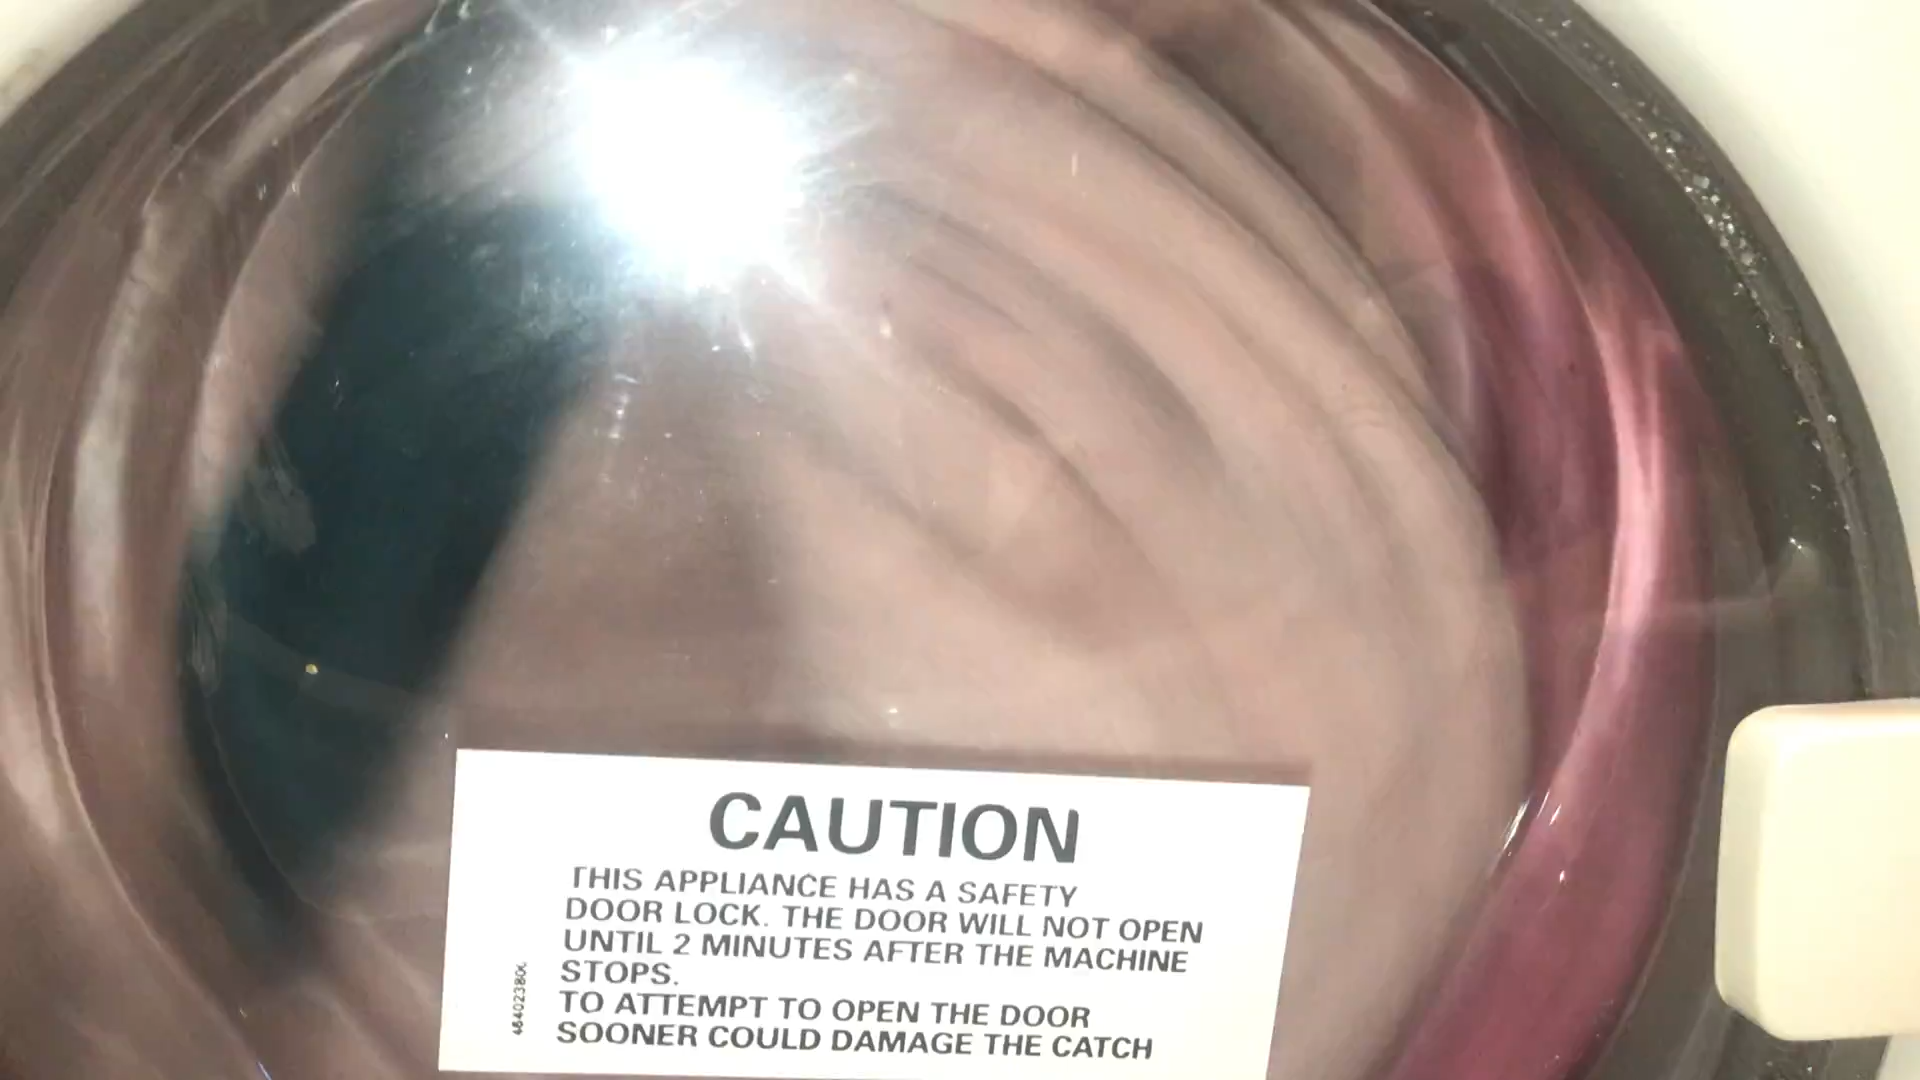 CAUTION
THIS APPLIANCE HAS A SAFETY
DOOR LOCK. THE DOOR WILL NOT OPEN
UNTIL 2 MINUTES AFTER THE MACHINE
STOPS.
TO ATTEMPT TO OPEN THE DOOR
SOONER COULD DAMAGE THE CATCH